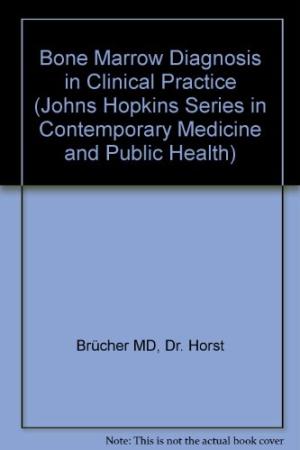 Bone Marrow Diagnosis
in Clinical Practice
(Johns Hopkins Series in
Contemporary Medicine
and Public Health)
Brücher MD, Dr. Horst
Note: This is not the actual book cover